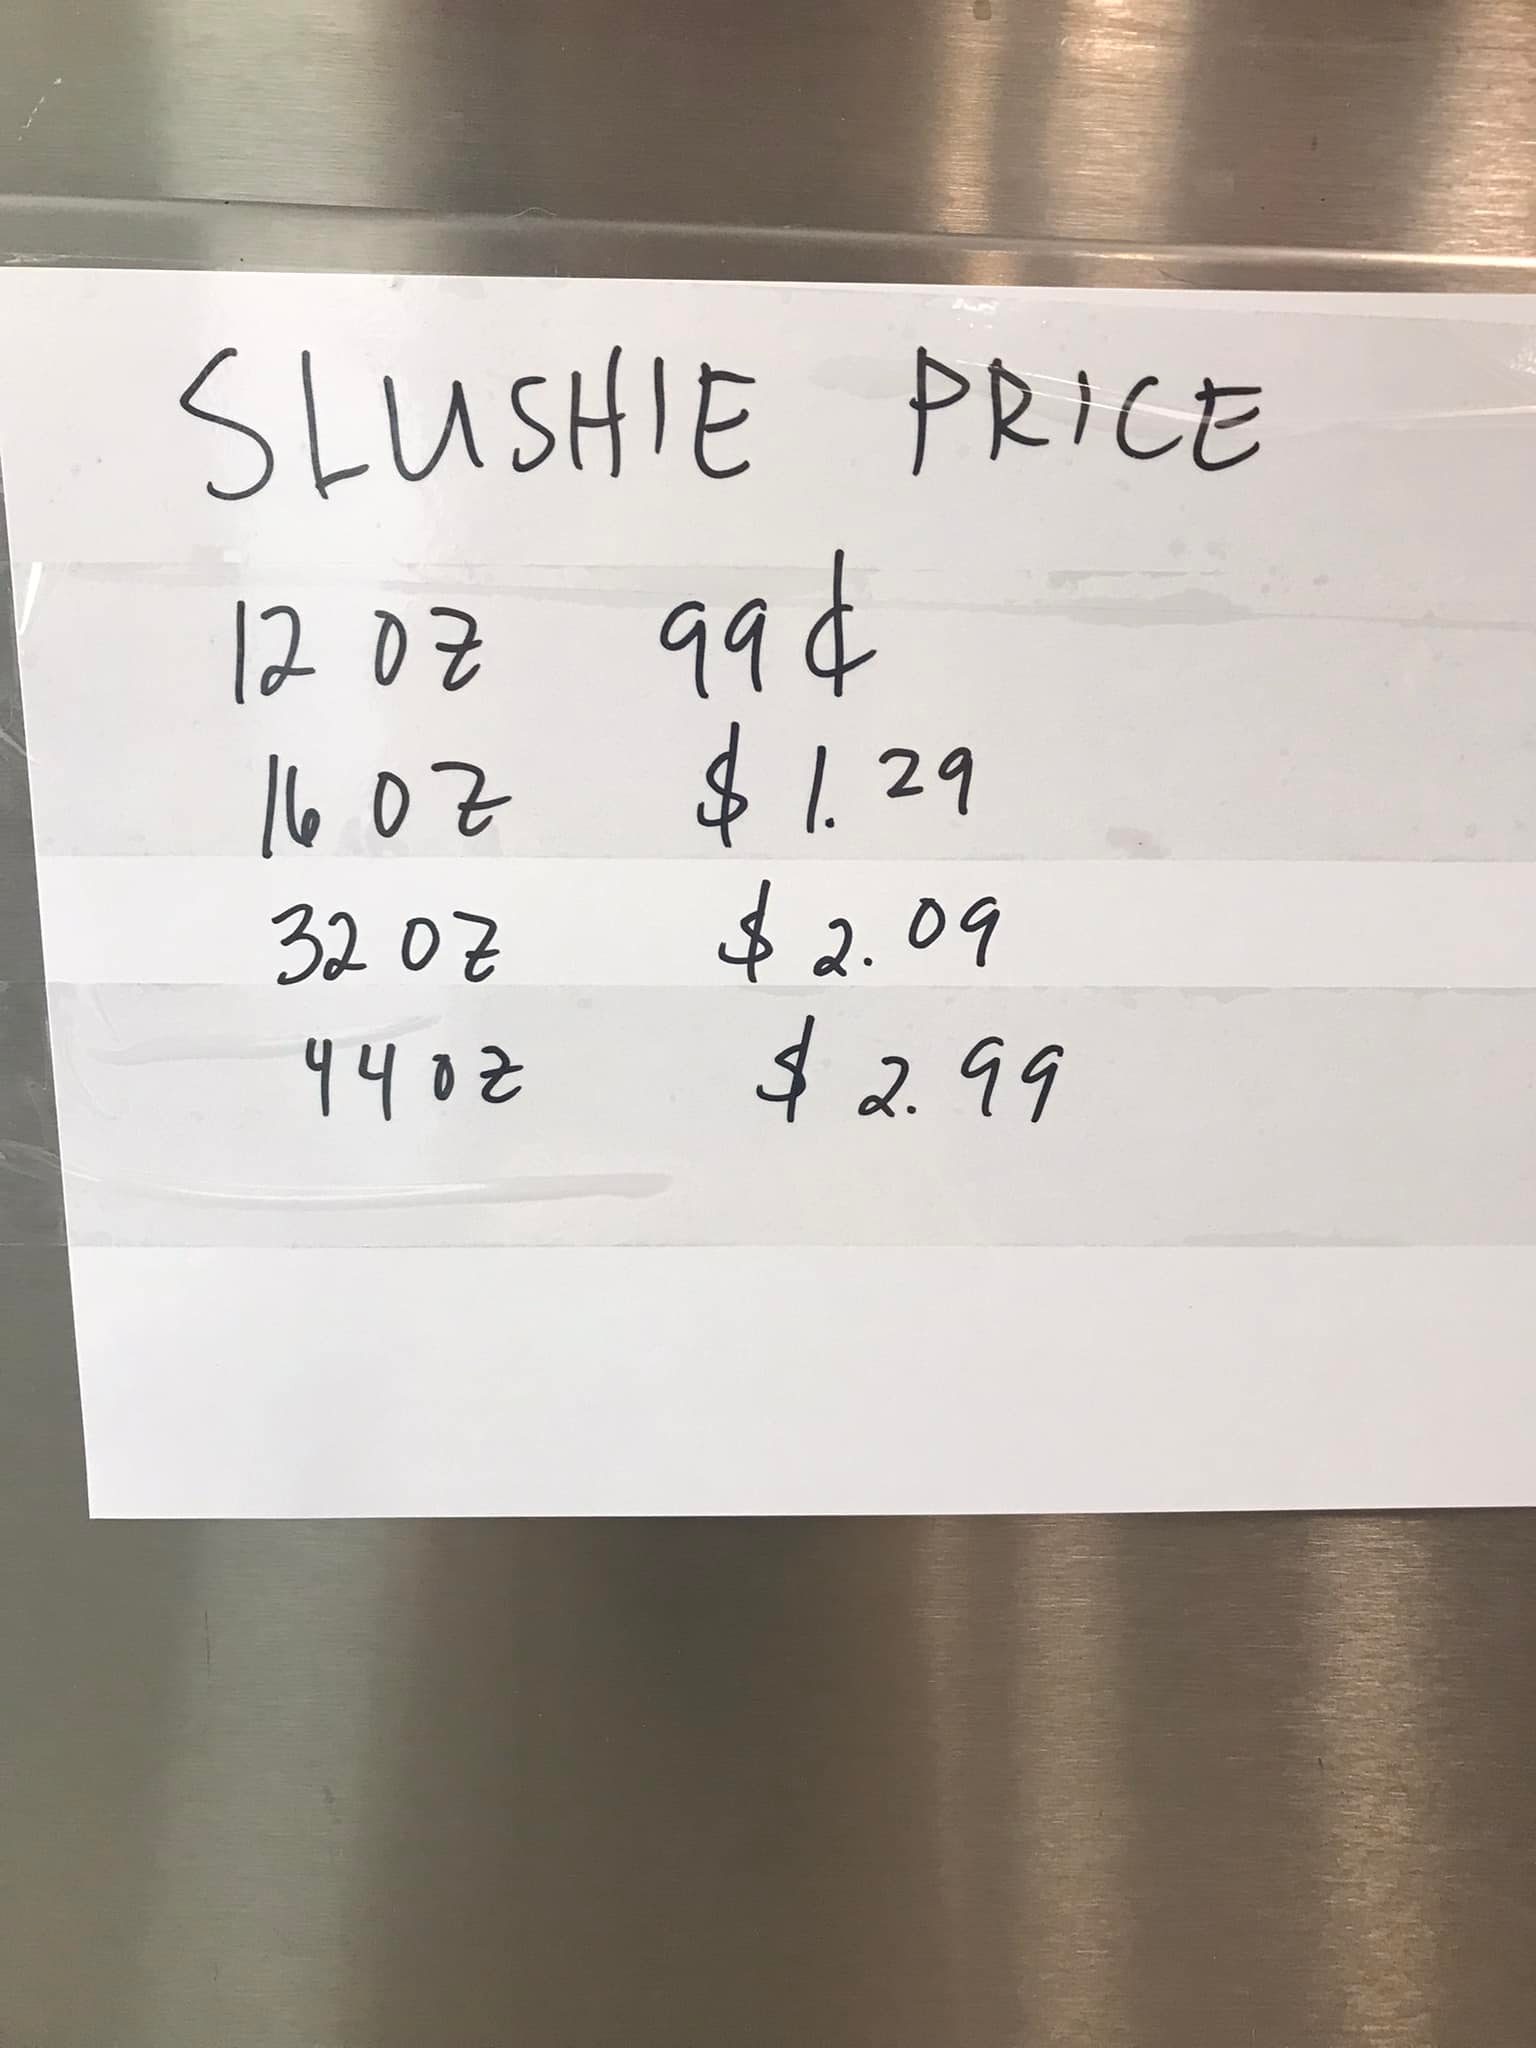 SLUSHIE PRICE
12 OZ 99¢
16 OZ $1.29
32 OZ $2.09
44 OZ $2.99